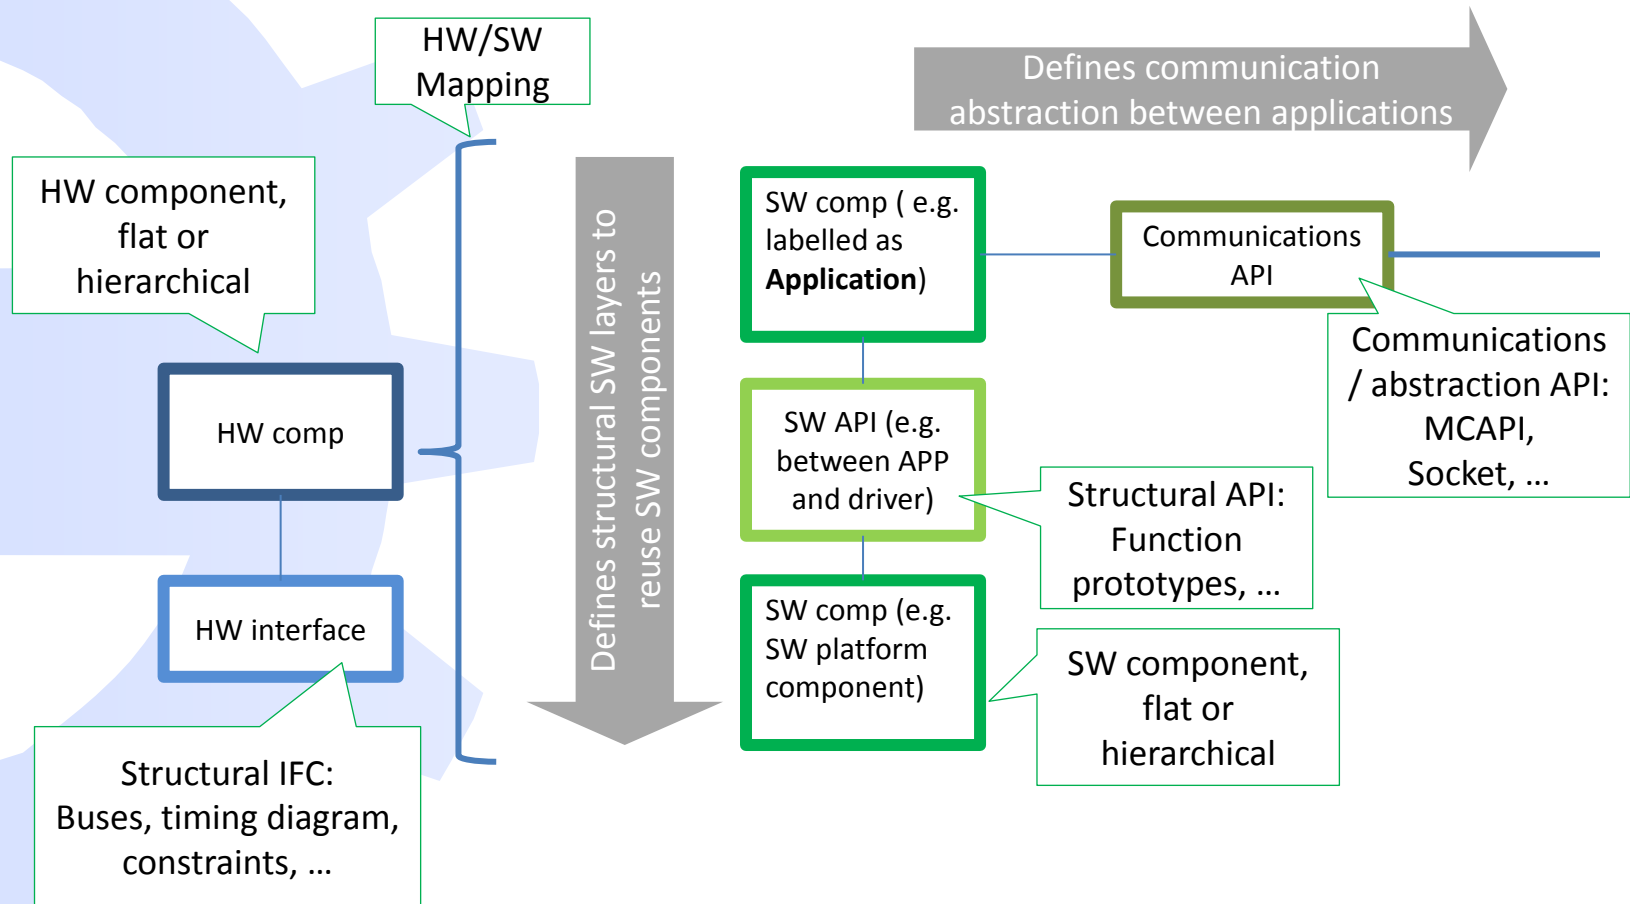 HW/SW
Mapping
Defines communication
abstraction between applications
HW component,
flat or
hierarchical
Defines structural SW layers to
reuse SW components
SW comp ( e.g.
labelled as
Application)
Communications
API
Communications
/ abstraction API:
MCAPI,
Socket, …
HW comp
SW API (e.g.
between APP
and driver)
Structural API:
Function
prototypes, …
HW interface
SW comp (e.g.
SW platform
component)
SW component,
flat or
hierarchical
Structural IFC:
Buses, timing diagram,
constraints, …